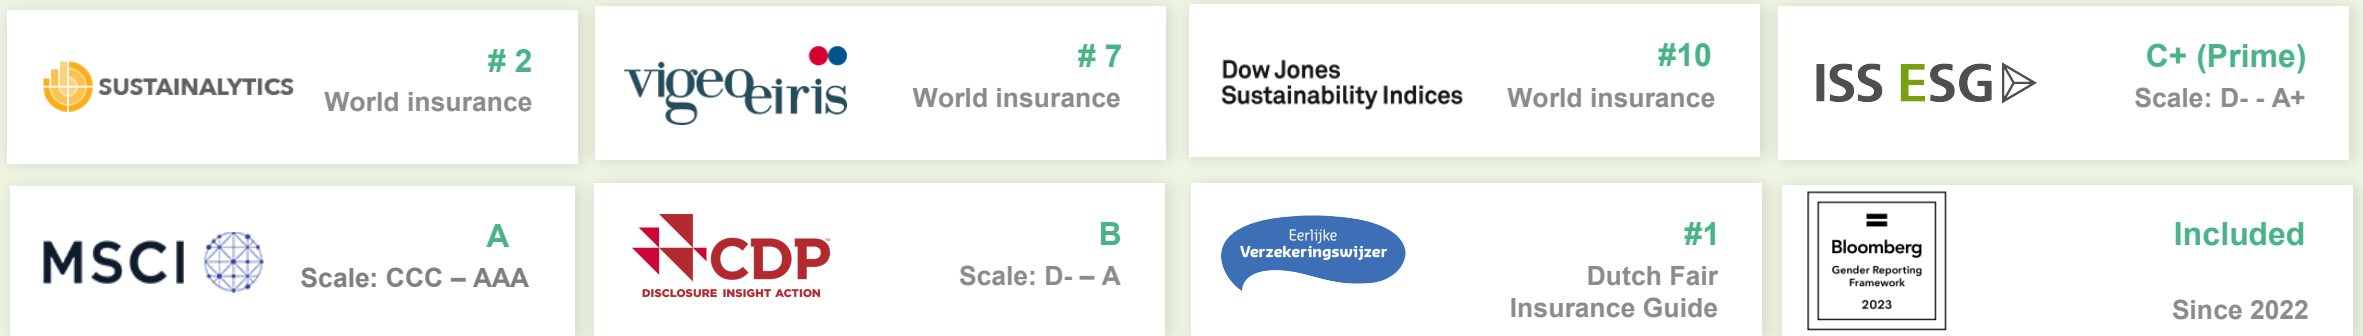 SUSTAINALYTICS
# 2
World insurance
vigeoeiris
# 7
World insurance
Dow Jones
Sustainability Indices
#10
World insurance
ISS ESG
C+ (Prime)
Scale: D- - A+
MSCI
A
Scale: CCC – AAA
CDP
DISCLOSURE INSIGHT ACTION
B
Scale: D- – A
Eerlijke
Verzekeringswijzer
#1
Dutch Fair
Insurance Guide
Bloomberg
Gender Reporting
Framework
2023
Included
Since 2022